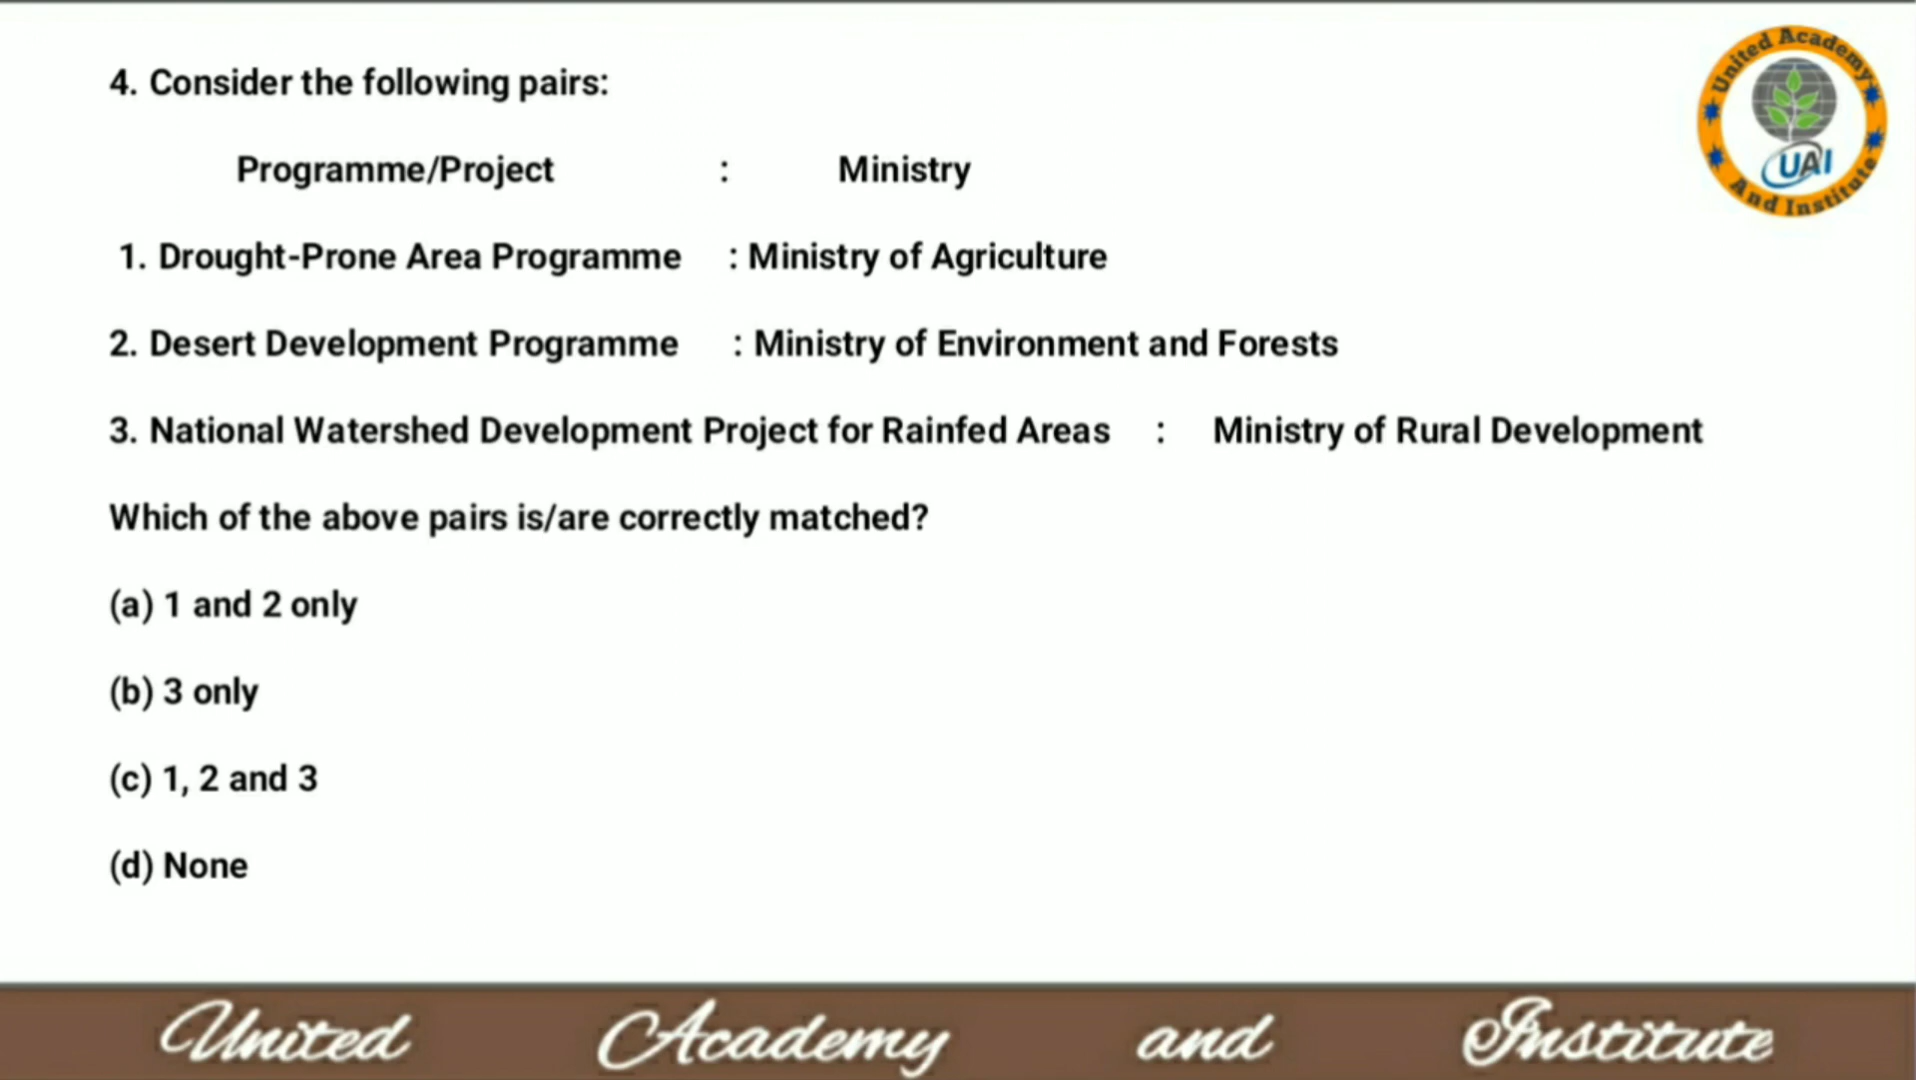 4. Consider the following pairs:
Programme/Project : Ministry
1. Drought-Prone Area Programme : Ministry of Agriculture
2. Desert Development Programme : Ministry of Environment and Forests
3. National Watershed Development Project for Rainfed Areas : Ministry of Rural Development
Which of the above pairs is/are correctly matched?
(a) 1 and 2 only
(b) 3 only
(c) 1, 2 and 3
(d) None
United Academy
UAI
And Institute
United Academy and Institute